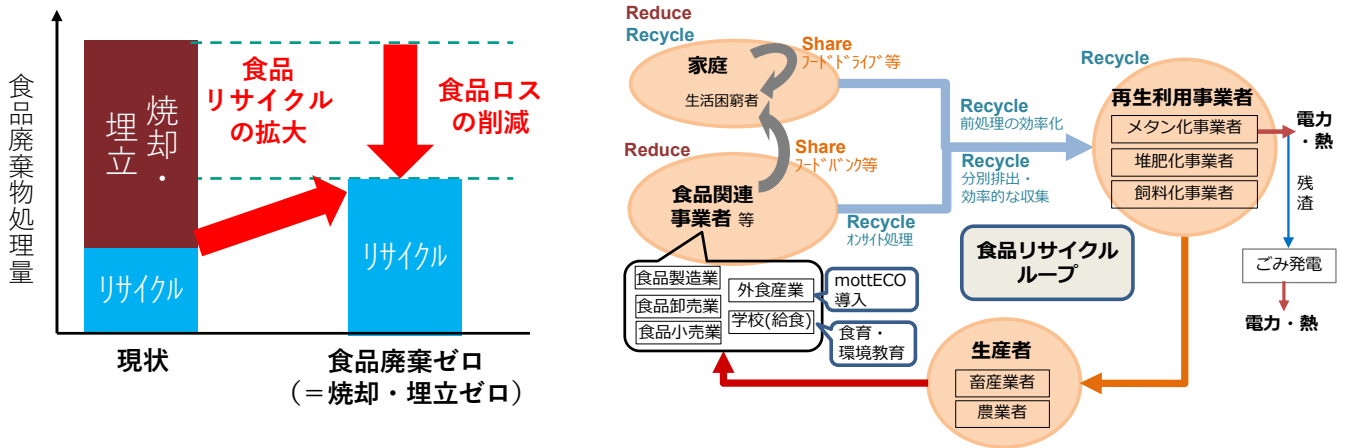 食品廃棄物処理量
焼却・
埋立
リサイクル
食品
リサイクル
の拡大
食品ロス
の削減
リサイクル
現状
食品廃棄ゼロ
（＝焼却・埋立ゼロ）
Reduce
Recycle
家庭
生活困窮者
Share
ﾌｰﾄﾞﾄﾞﾗｲﾌﾞ等
Reduce
Share
ﾌｰﾄﾞﾊﾞﾝｸ等
食品関連
事業者 等
Recycle
ｵﾝｻｲﾄ処理
Recycle
前処理の効率化
Recycle
分別排出・
効率的な収集
Recycle
再生利用事業者
メタン化事業者
堆肥化事業者
飼料化事業者
電力
・熱
残渣
ごみ発電
電力・熱
食品リサイクル
ループ
食品製造業
食品卸売業
食品小売業
外食産業
学校(給食)
mottECO
導入
食育・
環境教育
生産者
畜産業者
農業者